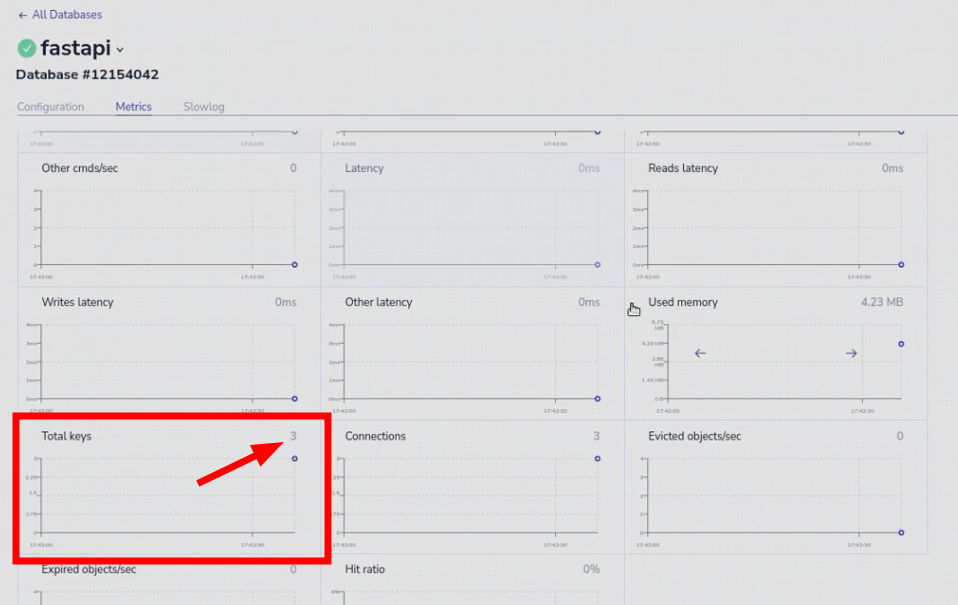 ← All Databases
fastapi
Database #12154042
Configuration Metrics Slowlog
17:42:00 17:42:30 17:42:00 17:42:30 17:42:00 17:42:30
Other cmds/sec 0 Latency 0ms Reads latency 0ms
4 4ms 4ms
3 3ms 3ms
2 2ms 2ms
1 1ms 1ms
0 0ms 0ms
17:42:00 17:42:30 17:42:00 17:42:30 17:42:00 17:42:30
Writes latency 0ms Other latency 0ms Used memory 4.23 MB
4ms 4ms 5.72 MB
3ms 3ms 4.29 MB
2ms 2ms 2.86 MB
1ms 1ms 1.43 MB
0ms 0ms 0 B
17:42:00 17:42:30 17:42:00 17:42:30 17:42:00 17:42:30
Total keys 3 Connections 3 Evicted objects/sec 0
3 3 4
2.25 2.25 3
1.5 1.5 2
0.75 0.75 1
0 0 0
17:42:00 17:42:30 17:42:00 17:42:30 17:42:00 17:42:30
Expired objects/sec 0 Hit ratio 0%
4 4%